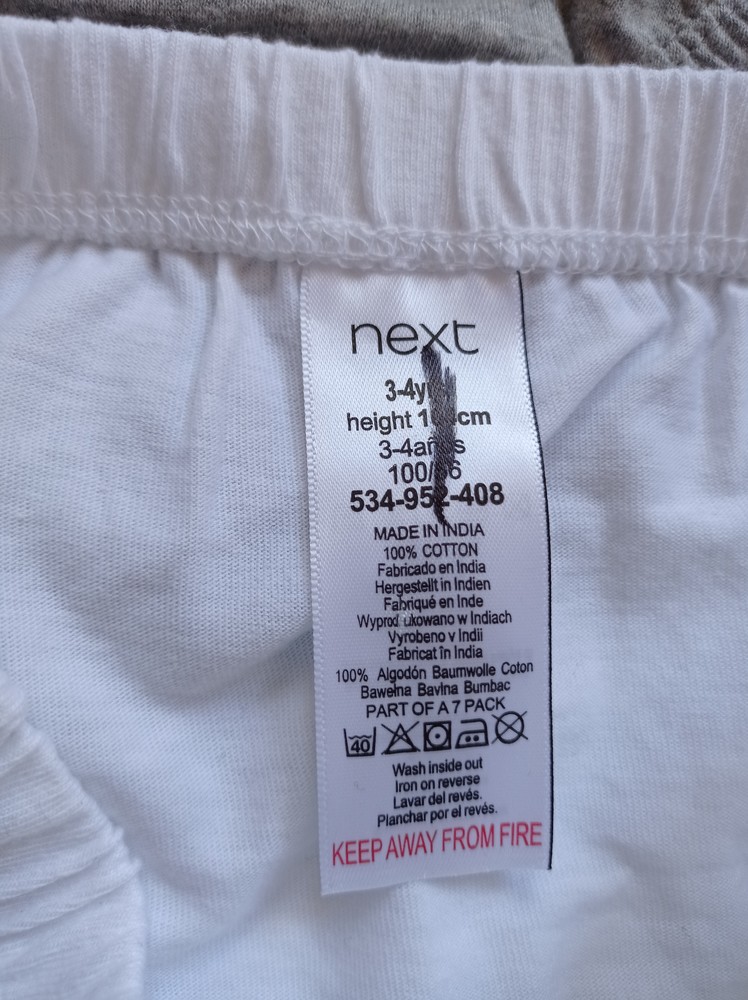 next
height
100/
534-952-408
MADE IN INDIA
100% COTTON
Fabricado en India
Hergestellt in Indien
Fabriqué en Inde
Wyprodukowano w Indiach
Vyrobeno v Indii
Fabricat în India
100% Algodón Baumwolle Coton
Bawełna Bavlna Bumbac
PART OF A 7 PACK
40
Wash inside out
Iron on reverse
Lavar del revés.
Planchar por el revés.
KEEP AWAY FROM FIRE